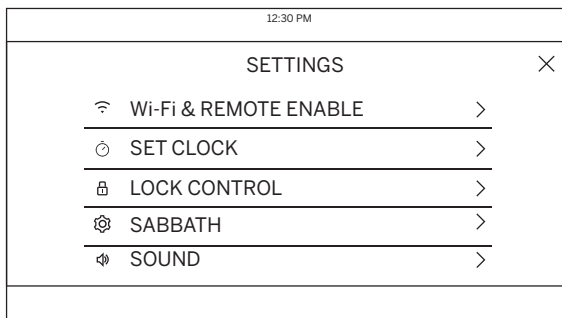 12:30 PM
SETTINGS
Wi-Fi & REMOTE ENABLE
SET CLOCK
LOCK CONTROL
SABBATH
SOUND